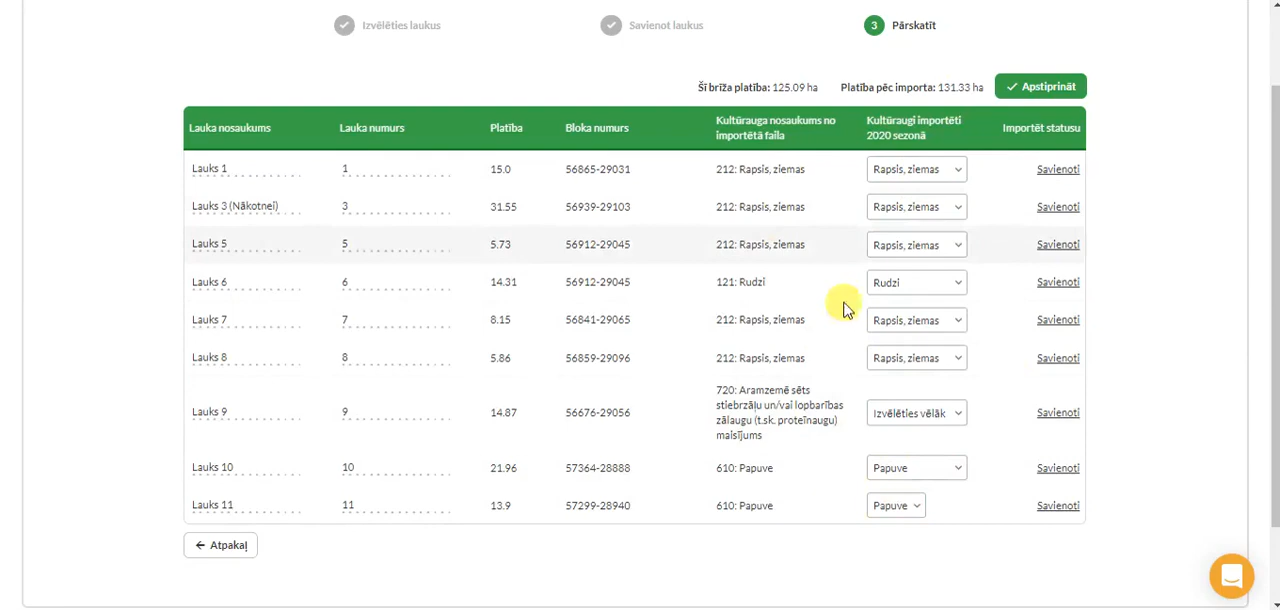 Izvēlēties laukus
Savienot laukus
3 Pārskatīt
Šī brīža platība: 125.09 ha
Platība pēc importa: 131.33 ha
Apstiprināt
Lauka nosaukums
Lauka numurs
Platība
Bloka numurs
Kultūrauga nosaukums no
importētā faila
Kultūraugi importēti
2020 sezonā
Importēt statusu
Lauks 1 1 15.0 56865-29031 212: Rapsis, ziemas Rapsis, ziemas Savienoti
Lauks 3 (Nākotnei) 3 31.55 56939-29103 212: Rapsis, ziemas Rapsis, ziemas Savienoti
Lauks 5 5 5.73 56912-29045 212: Rapsis, ziemas Rapsis, ziemas Savienoti
Lauks 6 6 14.31 56912-29045 121: Rudzi Rudzi Savienoti
Lauks 7 7 8.15 56841-29065 212: Rapsis, ziemas Rapsis, ziemas Savienoti
Lauks 8 8 5.86 56859-29096 212: Rapsis, ziemas Rapsis, ziemas Savienoti
Lauks 9 9 14.87 56676-29056
720: Aramzemē sēts
stiebrzāļu un/vai lopbarības
zālaugu (t.sk. proteīnaugu)
maisījums
Izvēlēties vēlāk Savienoti
Lauks 10 10 21.96 57364-28888 610: Papuve Papuve Savienoti
Lauks 11 11 13.9 57299-28940 610: Papuve Papuve Savienoti
Atpakaļ